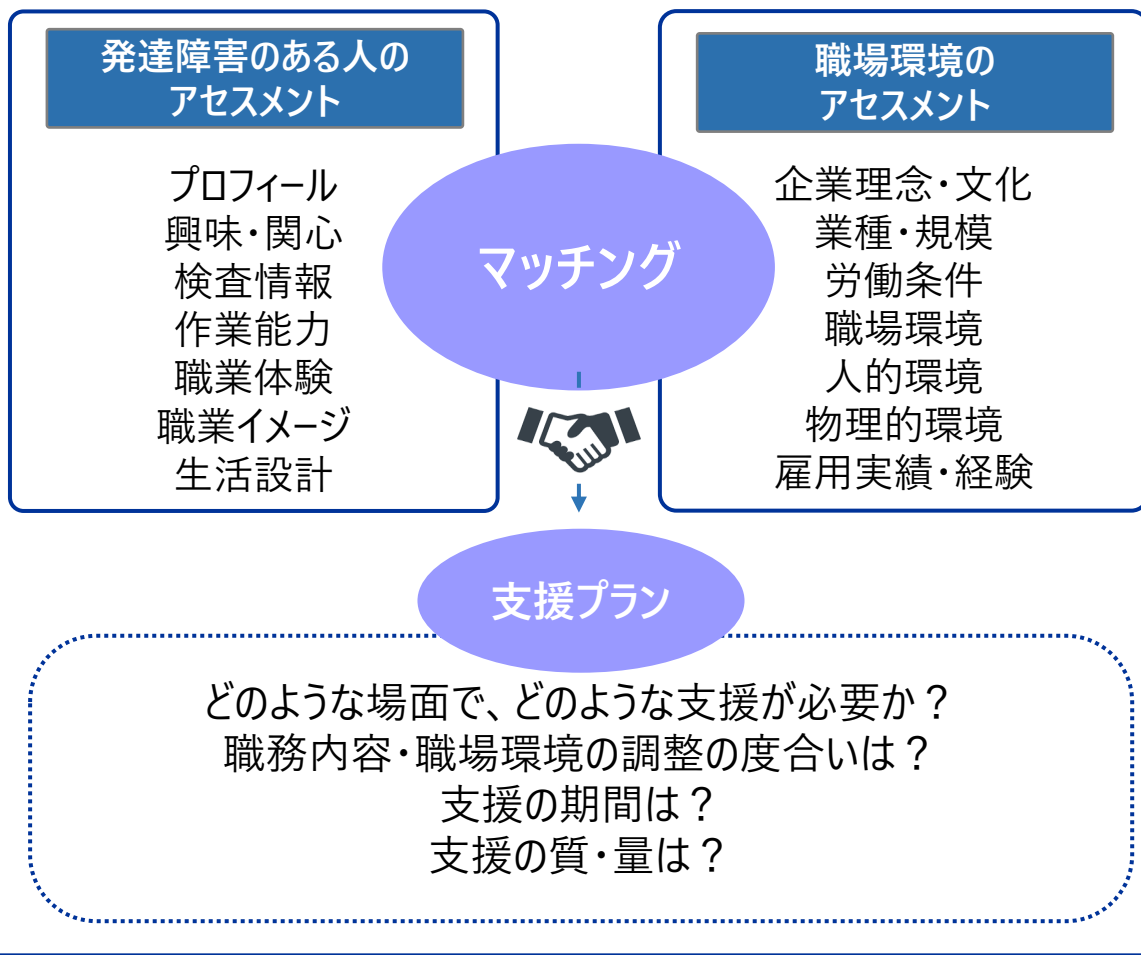 発達障害のある人の
アセスメント
プロフィール
興味・関心
検査情報
作業能力
職業体験
職業イメージ
生活設計
マッチング
職場環境の
アセスメント
企業理念・文化
業種・規模
労働条件
職場環境
人的環境
物理的環境
雇用実績・経験
支援プラン
どのような場面で、どのような支援が必要か？
職務内容・職場環境の調整の度合いは？
支援の期間は？
支援の質・量は？